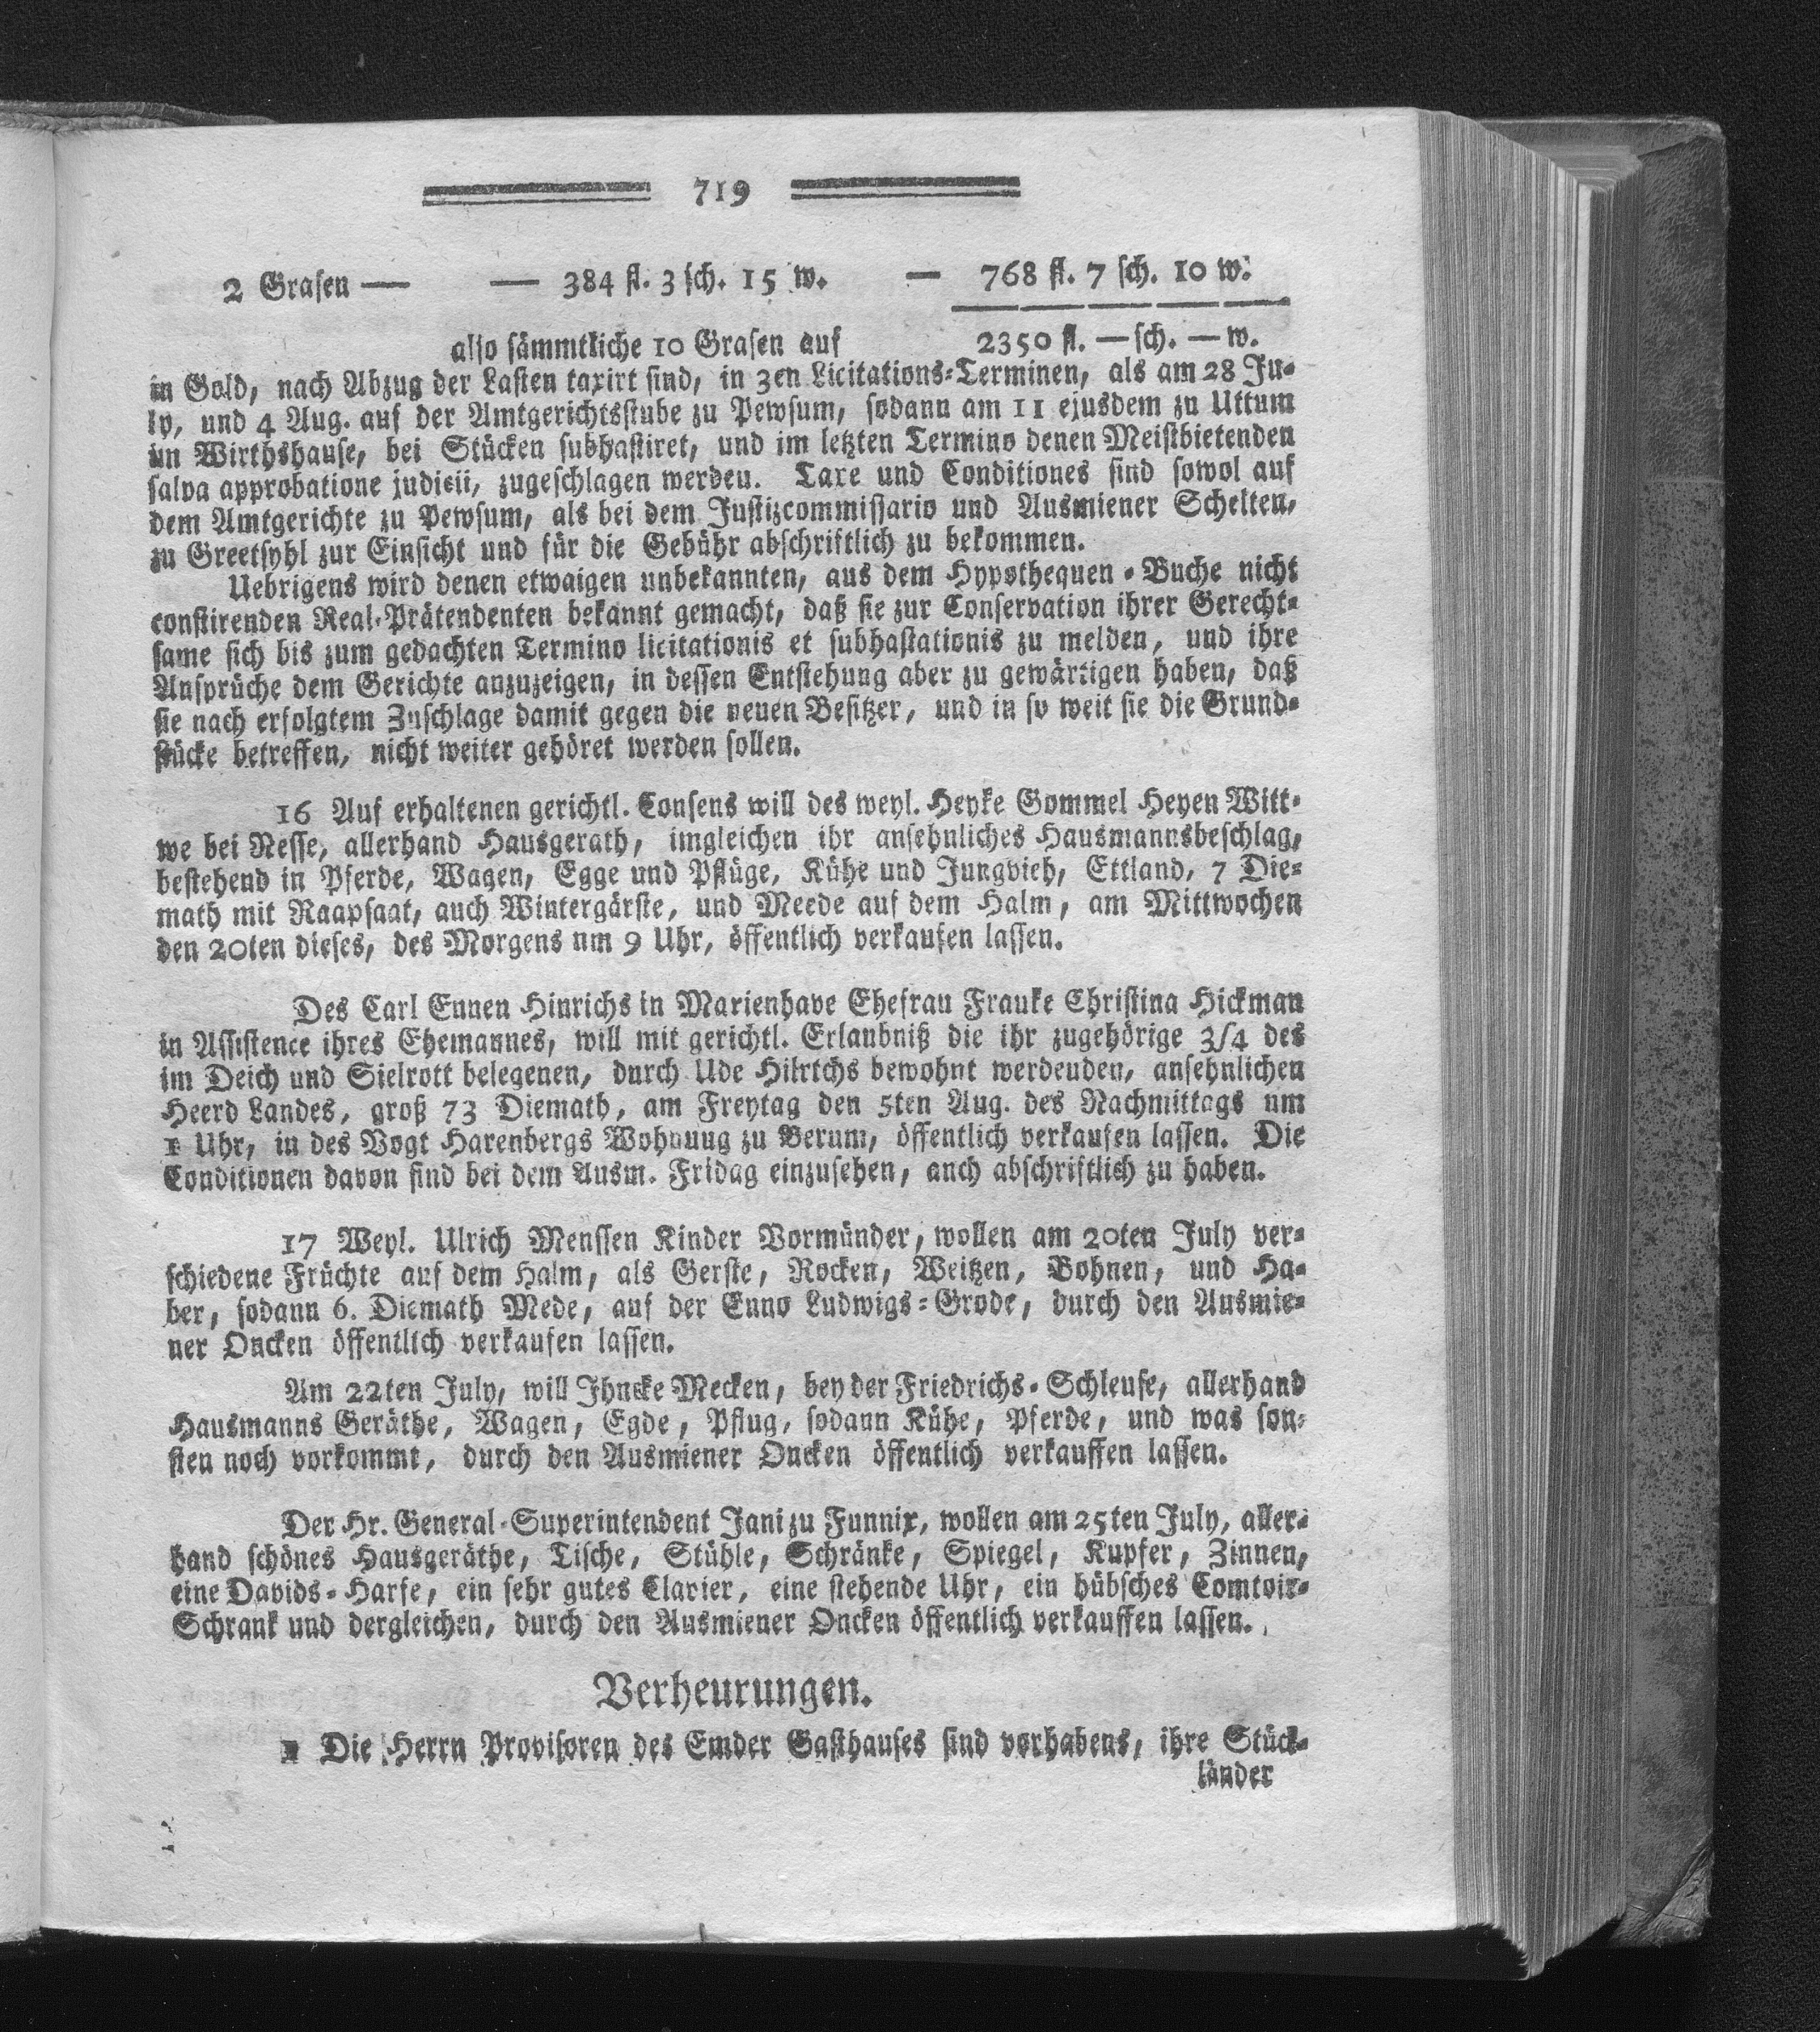 719
2 Grasen — — 384 fl. 3 sch. 15 w. — 768 fl. 7 sch. 10 w.
also sämmtliche 10 Grasen auf 2350 fl. — sch. — w.
in Gold, nach Abzug der Lasten taxirt sind, in 3en Licitations-Terminen, als am 28 Ju-
ly, und 4 Aug. auf der Amtgerichtsstube zu Pewsum, sodann am 11 ejusdem zu Uttum
im Wirthshause, bei Stücken subhastiret, und im letzten Termino denen Meistbietenden
salva approbatione judicii, zugeschlagen werden. Taxe und Conditiones sind sowol auf
dem Amtgerichte zu Pewsum, als bei dem Justizcommissario und Ausmiener Schelten,
zu Greetsyhl zur Einsicht und für die Gebühr abschriftlich zu bekommen.
Uebrigens wird denen etwaigen unbekannten, aus dem Hypothequen-Buche nicht
constirenden Real-Prätendenten bekannt gemacht, daß sie zur Conservation ihrer Gerecht-
same sich bis zum gedachten Termino licitationis et subhastationis zu melden, und ihre
Ansprüche dem Gerichte anzuzeigen, in dessen Entstehung aber zu gewärtigen haben, daß
sie nach erfolgtem Zuschlage damit gegen die neuen Besitzer, und in so weit sie die Grund-
stücke betreffen, nicht weiter gehöret werden sollen.
16 Auf erhaltenen gerichtl. Consens will des weyl. Heyke Gommel Heyen Witt-
we bei Nesse, allerhand Hausgerath, imgleichen ihr ansehnliches Hausmannsbeschlag,
bestehend in Pferde, Wagen, Egge und Pflüge, Kühe und Jungvieh, Ettland, 7 Die-
math mit Raapsaat, auch Wintergärste, und Meede auf dem Halm, am Mittwochen
den 20ten dieses, des Morgens um 9 Uhr, öffentlich verkaufen lassen.
Des Carl Ennen Hinrichs in Marienhave Ehefrau Frauke Christina Hickman
in Assistence ihres Ehemannes, will mit gerichtl. Erlaubniß die ihr zugehörige 3/4 des
im Deich und Sielrott belegenen, durch Ude Hilrtchs bewohnt werdenden, ansehnlichen
Heerd Landes, groß 73 Diemath, am Freytag den 5ten Aug. des Nachmittags um
1 Uhr, in des Vogt Harenbergs Wohnung zu Berum, öffentlich verkaufen lassen. Die
Conditionen davon sind bei dem Ausm. Fridag einzusehen, auch abschriftlich zu haben.
17 Weyl. Ulrich Menssen Kinder Vormünder, wollen am 20ten July ver-
schiedene Früchte auf dem Halm, als Gerste, Rocken, Weitzen, Bohnen, und Ha-
ber, sodann 6. Diemath Mede, auf der Enno Ludwigs-Grode, durch den Ausmie-
ner Oncken öffentlich verkaufen lassen.
Am 22ten July, will Ihncke Mecken, bey der Friedrichs-Schleuse, allerhand
Hausmanns Geräthe, Wagen, Egde, Pflug, sodann Kühe, Pferde, und was son-
sten noch vorkommt, durch den Ausmiener Oncken öffentlich verkauffen lassen.
Der Hr. General-Superintendent Jani zu Funnix, wollen am 25ten July, aller-
hand schönes Hausgeräthe, Tische, Stühle, Schränke, Spiegel, Kupfer, Zinnen,
eine Davids-Harfe, ein sehr gutes Clavier, eine stehende Uhr, ein hübsches Comtoir-
Schrank und dergleichen, durch den Ausmiener Oncken öffentlich verkauffen lassen.
Verheurungen.
1 Die Herrn Provisoren des Emder Gasthauses sind vorhabens, ihre Stück-
länder